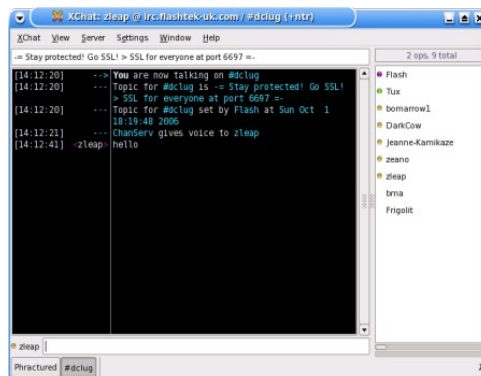 XChat: zleap @ irc.flashtek-uk.com / #dclug (+ntr)
XChat View Server Settings Window Help
-= Stay protected! Go SSL! > SSL for everyone at port 6697 =-
2 ops, 9 total
[14:12:20] --> You are now talking on #dclug
[14:12:20] --- Topic for #dclug is -= Stay protected! Go SSL!
> SSL for everyone at port 6697 =-
[14:12:20] --- Topic for #dclug set by Flash at Sun Oct 1
18:19:48 2006
[14:12:21] --- ChanServ gives voice to zleap
[14:12:41] <zleap> hello
Flash
Tux
bomarrow1
DarkCow
Jeanne-Kamikaze
zeano
zleap
bma
Frigolit
zleap
Phractured #dclug